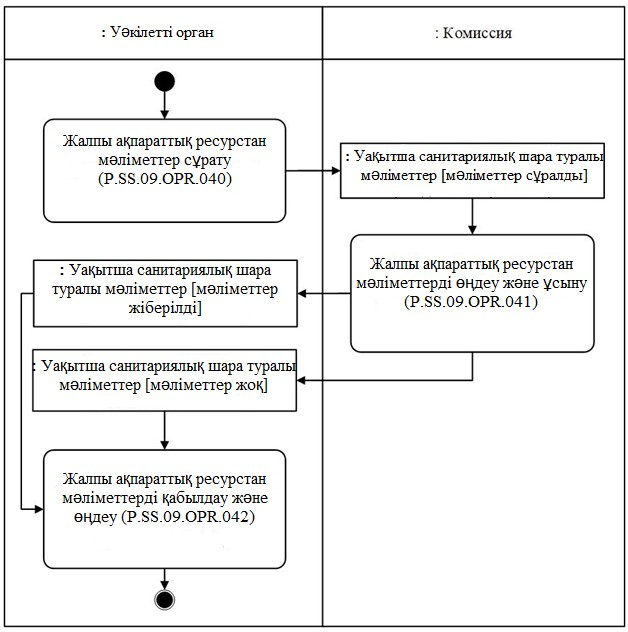 : Уәкілетті орган
: Комиссия
Жалпы ақпараттық ресурстан
мәліметтер сұрату
(P.SS.09.OPR.040)
: Уақытша санитариялық шара туралы
мәліметтер [мәліметтер сұралды]
Жалпы ақпараттық ресурстан
мәліметтерді өңдеу және ұсыну
(P.SS.09.OPR.041)
: Уақытша санитариялық шара
туралы мәліметтер [мәліметтер
жіберілді]
: Уақытша санитариялық шара туралы
мәліметтер [мәліметтер жоқ]
Жалпы ақпараттық ресурстан
мәліметтерді қабылдау және
өңдеу (P.SS.09.OPR.042)